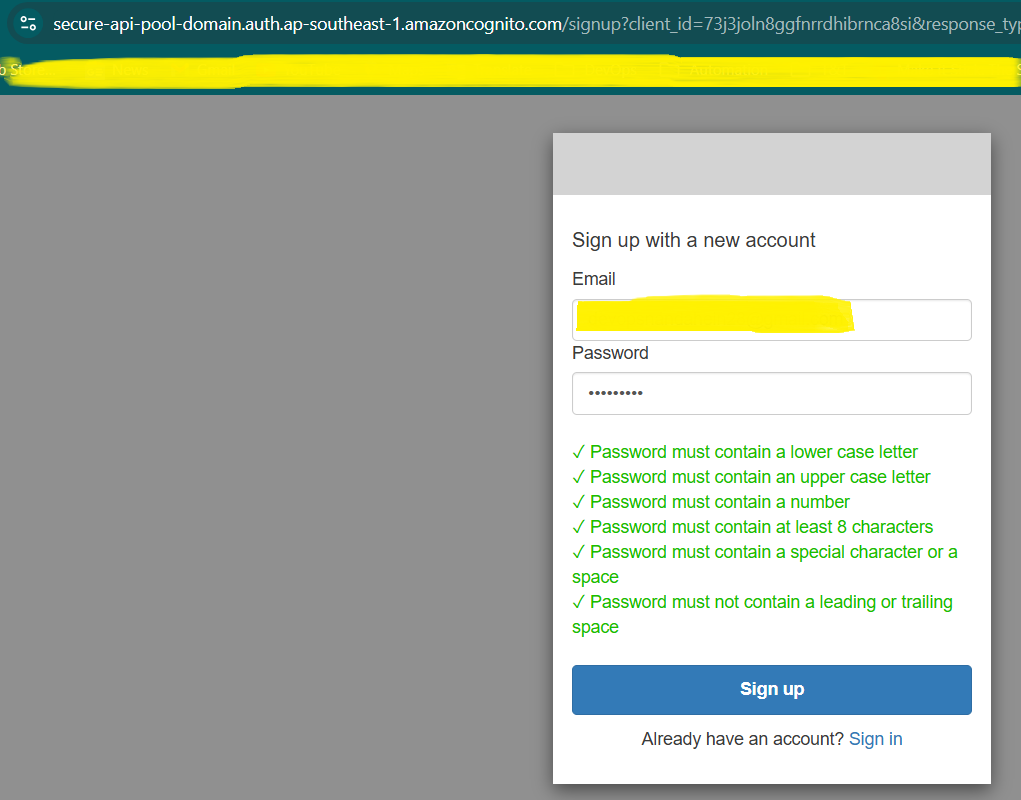 secure-api-pool-domain.auth.ap-southeast-1.amazoncognito.com/signup?client_id=73j3joln8ggfnrrdhibrnca8si&response_typ
Sign up with a new account
Email
Password
•••••••••
✓ Password must contain a lower case letter
✓ Password must contain an upper case letter
✓ Password must contain a number
✓ Password must contain at least 8 characters
✓ Password must contain a special character or a
space
✓ Password must not contain a leading or trailing
space
Sign up
Already have an account? Sign in